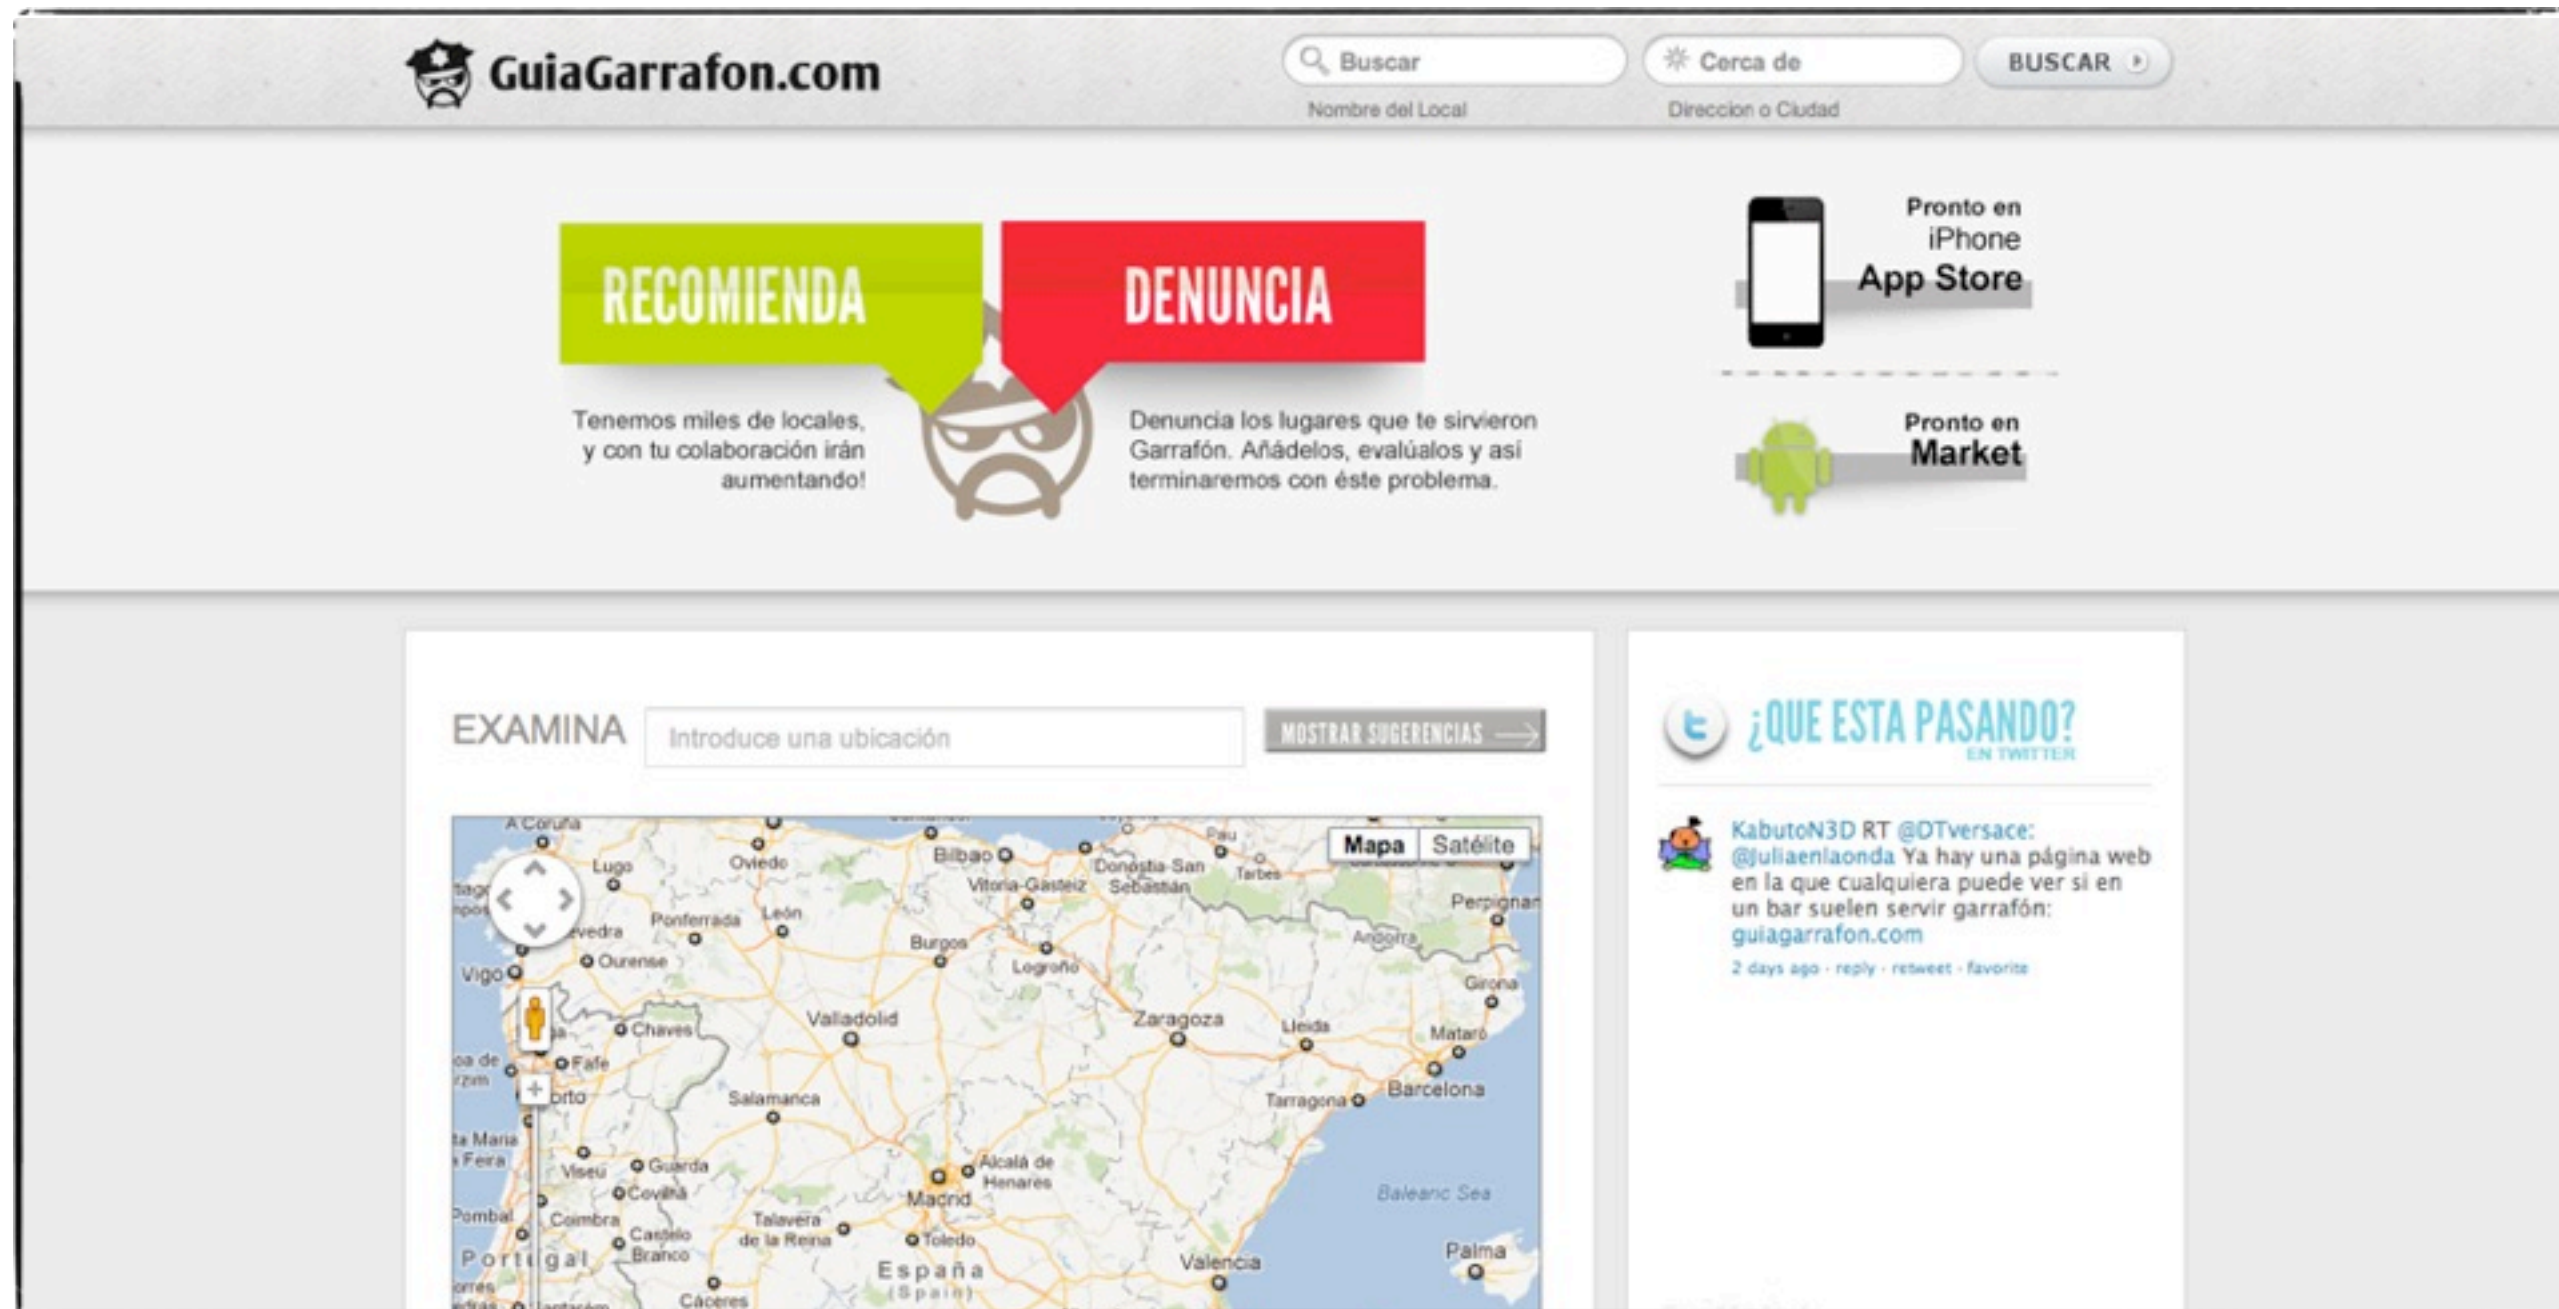 GuiaGarrafon.com
Buscar
Cerca de
BUSCAR
Nombre del Local
Direccion o Ciudad
RECOMIENDA
DENUNCIA
Tenemos miles de locales,
y con tu colaboración irán
aumentando!
Denuncia los lugares que te sirvieron
Garrafón. Añádelos, evalúalos y así
terminaremos con éste problema.
Pronto en
iPhone
App Store
Pronto en
Market
EXAMINA
Introduce una ubicación
MOSTRAR SUGERENCIAS
¿QUE ESTA PASANDO?
EN TWITTER
KabutoN3D RT @DTversace:
@Juliaenlaonda Ya hay una página web
en la que cualquiera puede ver si en
un bar suelen servir garrafón:
guiagarrafon.com
2 days ago · reply · retweet · favorite
Mapa
Satélite
A Coruña
Lugo
Oviedo
Bilbao
Pau
Tarbes
Donostia-San
Sebastián
Vitoria-Gasteiz
Perpignan
Ponferrada
León
Burgos
Logroño
Andorra
Ourense
Vigo
Girona
Chaves
Valladolid
Zaragoza
Lleida
Mataró
Fafe
Barcelona
Salamanca
Tarragona
Viseu
Guarda
Covilhã
Alcalá de
Henares
Madrid
Balearic Sea
Pombal
Coimbra
Castelo
Branco
Talavera
de la Reina
Toledo
Portugal
España
(Spain)
Valencia
Palma
Cáceres